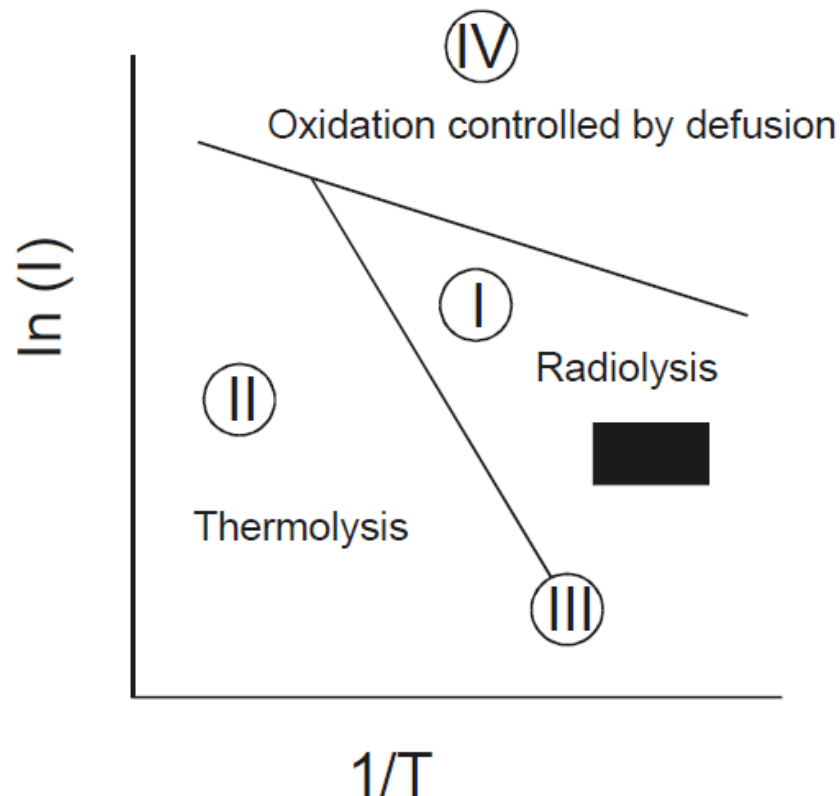 IV
Oxidation controlled by defusion
ln (I)
I
Radiolysis
II
Thermolysis
III
1/T